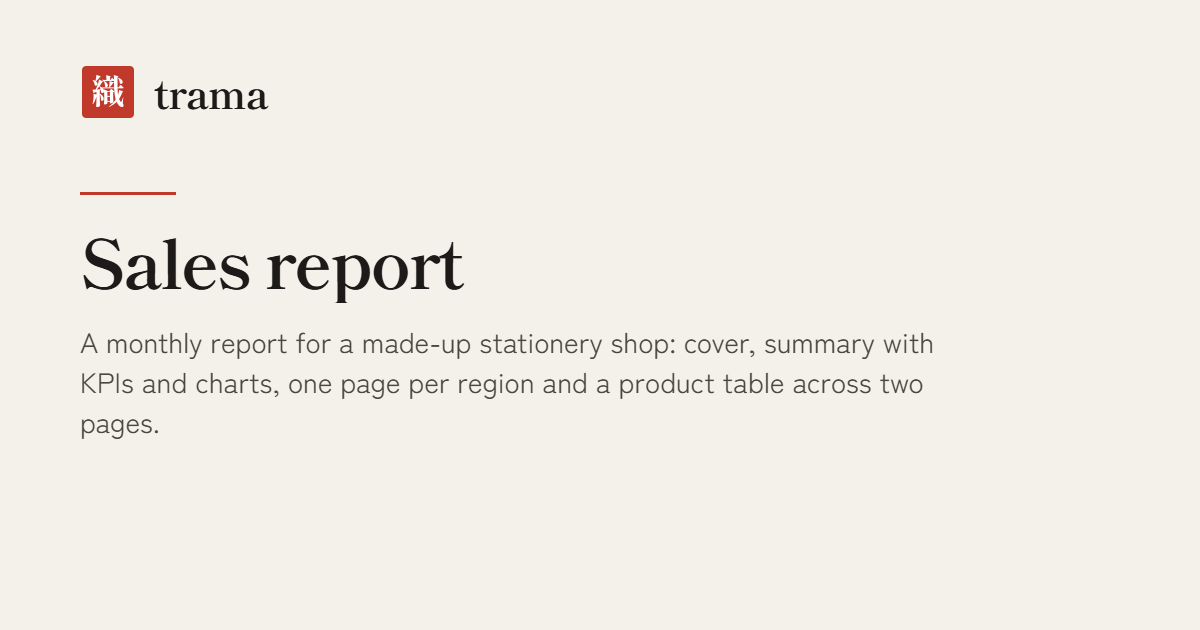 織 trama
Sales report
A monthly report for a made-up stationery shop: cover, summary with
KPIs and charts, one page per region and a product table across two
pages.